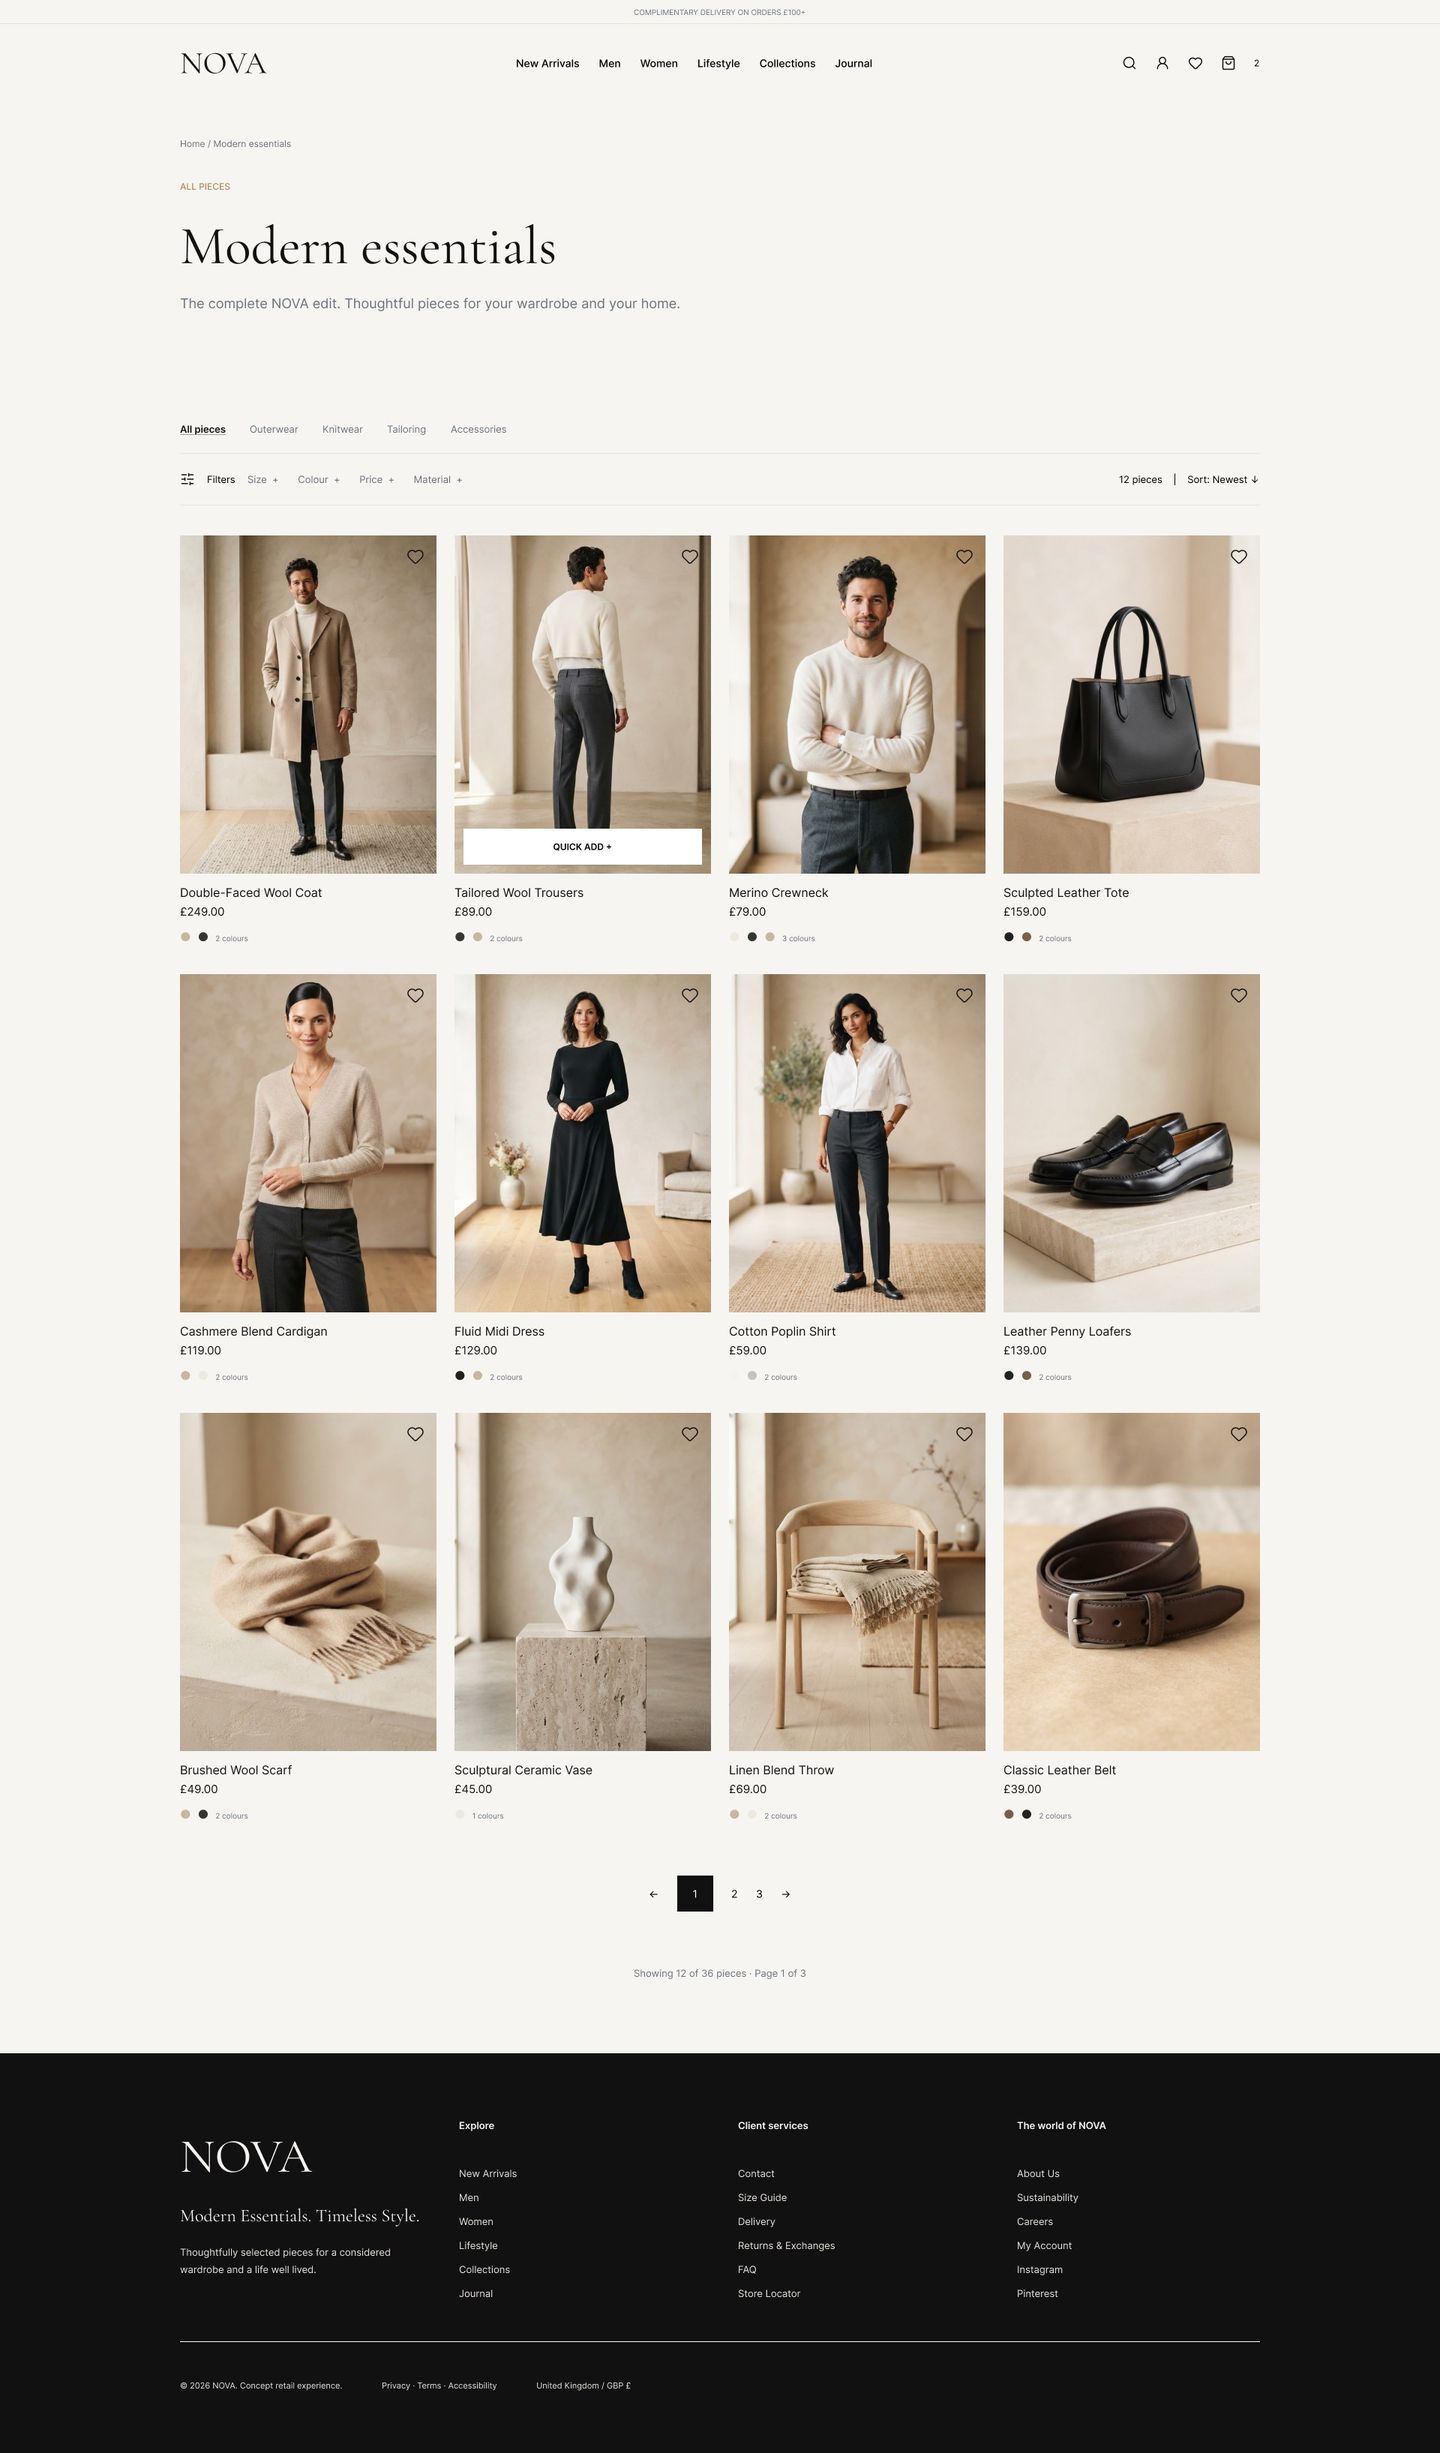 COMPLIMENTARY DELIVERY ON ORDERS £100+
NOVA
New Arrivals Men Women Lifestyle Collections Journal
2
Home / Modern essentials
ALL PIECES
Modern essentials
The complete NOVA edit. Thoughtful pieces for your wardrobe and your home.
All pieces Outerwear Knitwear Tailoring Accessories
Filters Size + Colour + Price + Material + 12 pieces | Sort: Newest ↓
QUICK ADD +
Double-Faced Wool Coat Tailored Wool Trousers Merino Crewneck Sculpted Leather Tote
£249.00 £89.00 £79.00 £159.00
2 colours 2 colours 3 colours 2 colours
Cashmere Blend Cardigan Fluid Midi Dress Cotton Poplin Shirt Leather Penny Loafers
£119.00 £129.00 £59.00 £139.00
2 colours 2 colours 2 colours 2 colours
Brushed Wool Scarf Sculptural Ceramic Vase Linen Blend Throw Classic Leather Belt
£49.00 £45.00 £69.00 £39.00
2 colours 1 colours 2 colours 2 colours
← 1 2 3 →
Showing 12 of 36 pieces · Page 1 of 3
NOVA
Modern Essentials. Timeless Style.
Thoughtfully selected pieces for a considered
wardrobe and a life well lived.
Explore
New Arrivals
Men
Women
Lifestyle
Collections
Journal
Client services
Contact
Size Guide
Delivery
Returns & Exchanges
FAQ
Store Locator
The world of NOVA
About Us
Sustainability
Careers
My Account
Instagram
Pinterest
© 2026 NOVA. Concept retail experience. Privacy · Terms · Accessibility United Kingdom / GBP £